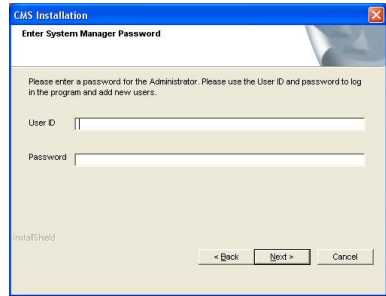 CMS Installation
Enter System Manager Password
Please enter a password for the Administrator. Please use the User ID and password to log
in the program and add new users.
User ID
Password
InstallShield
< Back
Next >
Cancel